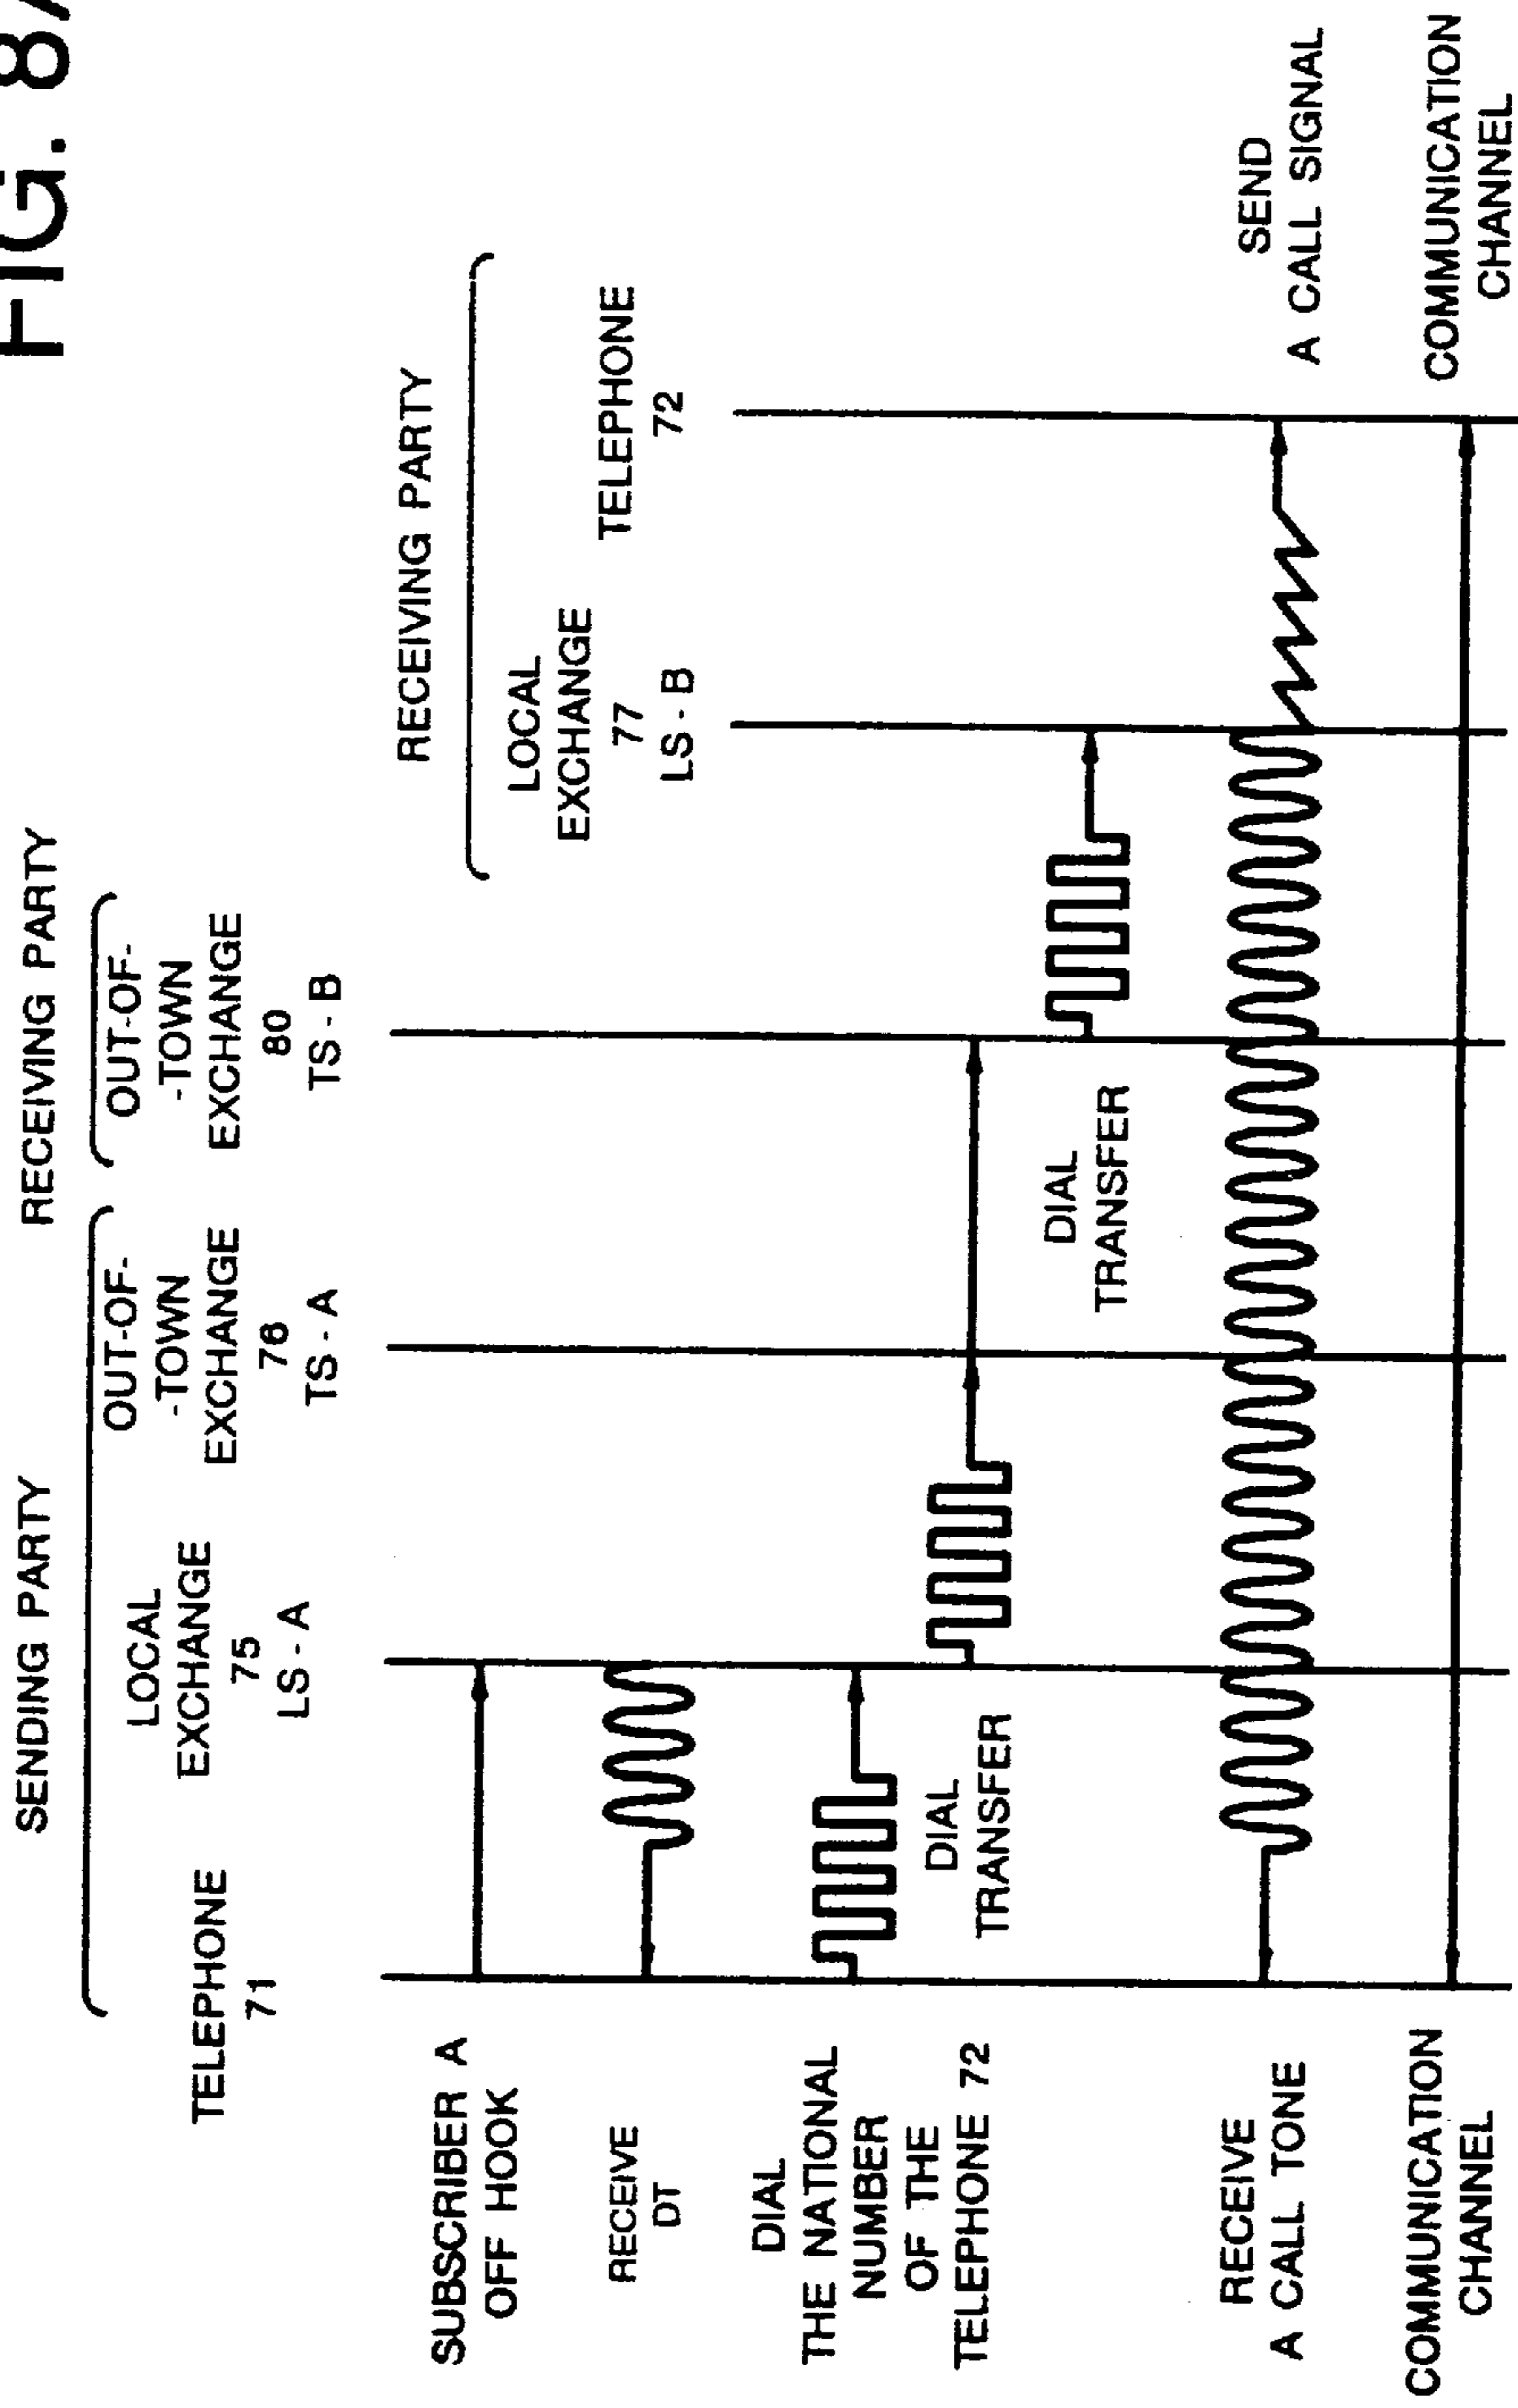 FIG. 8A
SENDING PARTY
RECEIVING PARTY
RECEIVING PARTY
TELEPHONE
71
LOCAL
EXCHANGE
75
LS - A
OUT-OF-
-TOWN
EXCHANGE
76
TS - A
OUT-OF-
-TOWN
EXCHANGE
80
TS - B
LOCAL
EXCHANGE
77
LS - B
TELEPHONE
72
SUBSCRIBER A
OFF HOOK
RECEIVE
DT
DIAL
THE NATIONAL
NUMBER
OF THE
TELEPHONE 72
DIAL
TRANSFER
DIAL
TRANSFER
RECEIVE
A CALL TONE
SEND
A CALL SIGNAL
COMMUNICATION
CHANNEL
COMMUNICATION
CHANNEL